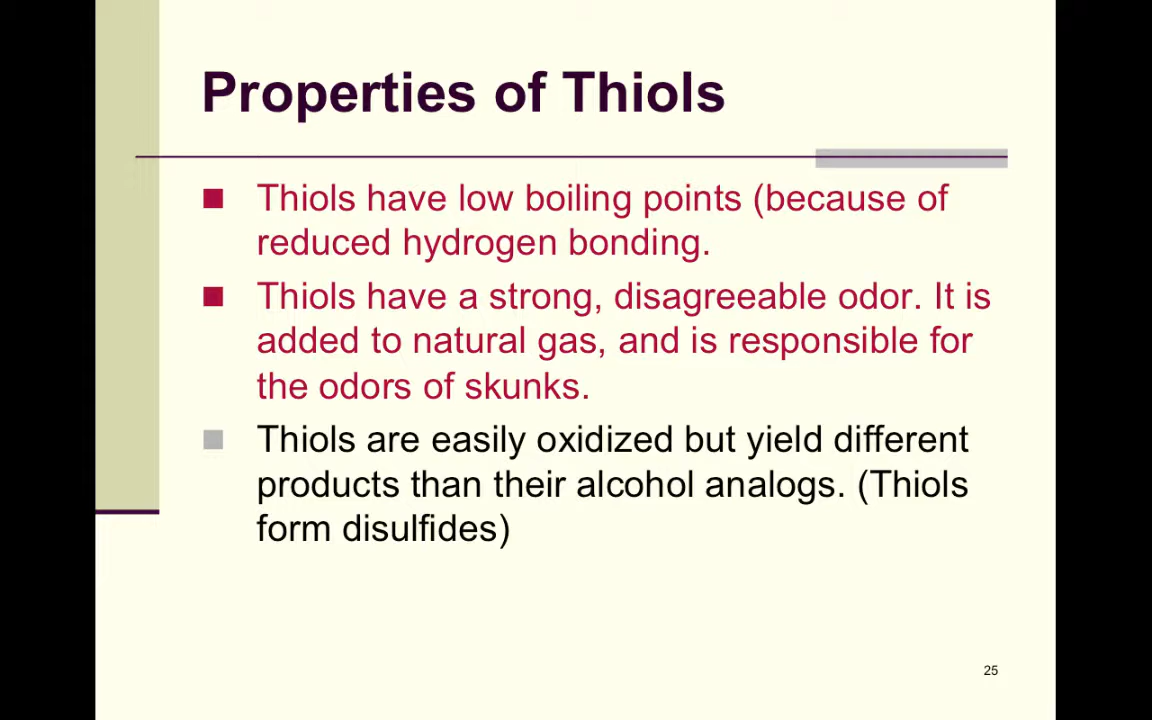 Properties of Thiols
Thiols have low boiling points (because of
reduced hydrogen bonding.
Thiols have a strong, disagreeable odor. It is
added to natural gas, and is responsible for
the odors of skunks.
Thiols are easily oxidized but yield different
products than their alcohol analogs. (Thiols
form disulfides)
25